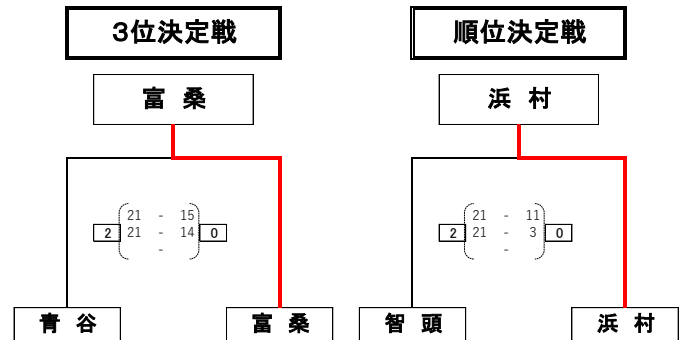 3位決定戦 順位決定戦
富 桑 浜 村
21 - 15 21 - 11
2 21 - 14 0 2 21 - 3 0
- -
青 谷 富 桑 智 頭 浜 村